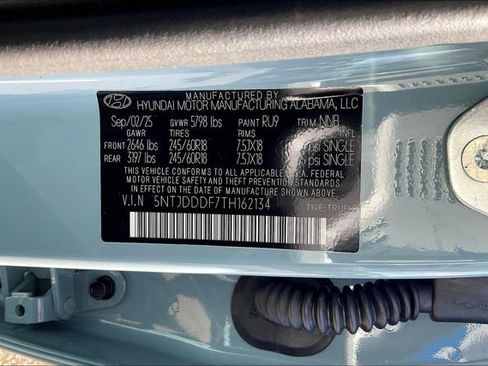 MANUFACTURED BY
HYUNDAI MOTOR MANUFACTURING ALABAMA, LLC
Sep/02/25 GVWR 5798 lbs PAINT RU9 TRIM NNB
GAWR TIRES RIMS INFL
FRONT 2646 lbs 245/60R18 7.5JX18 psi SINGLE
REAR 3197 lbs 245/60R18 7.5JX18 psi SINGLE
THIS VEHICLE CONFORMS TO ALL APPLICABLE U.S.A. FEDERAL
MOTOR VEHICLE SAFETY STANDARDS IN EFFECT ON THE DATE
OF MANUFACTURE SHOWN ABOVE.
V.I.N 5NTJDDDF7TH162134 TYPE: TRUCK